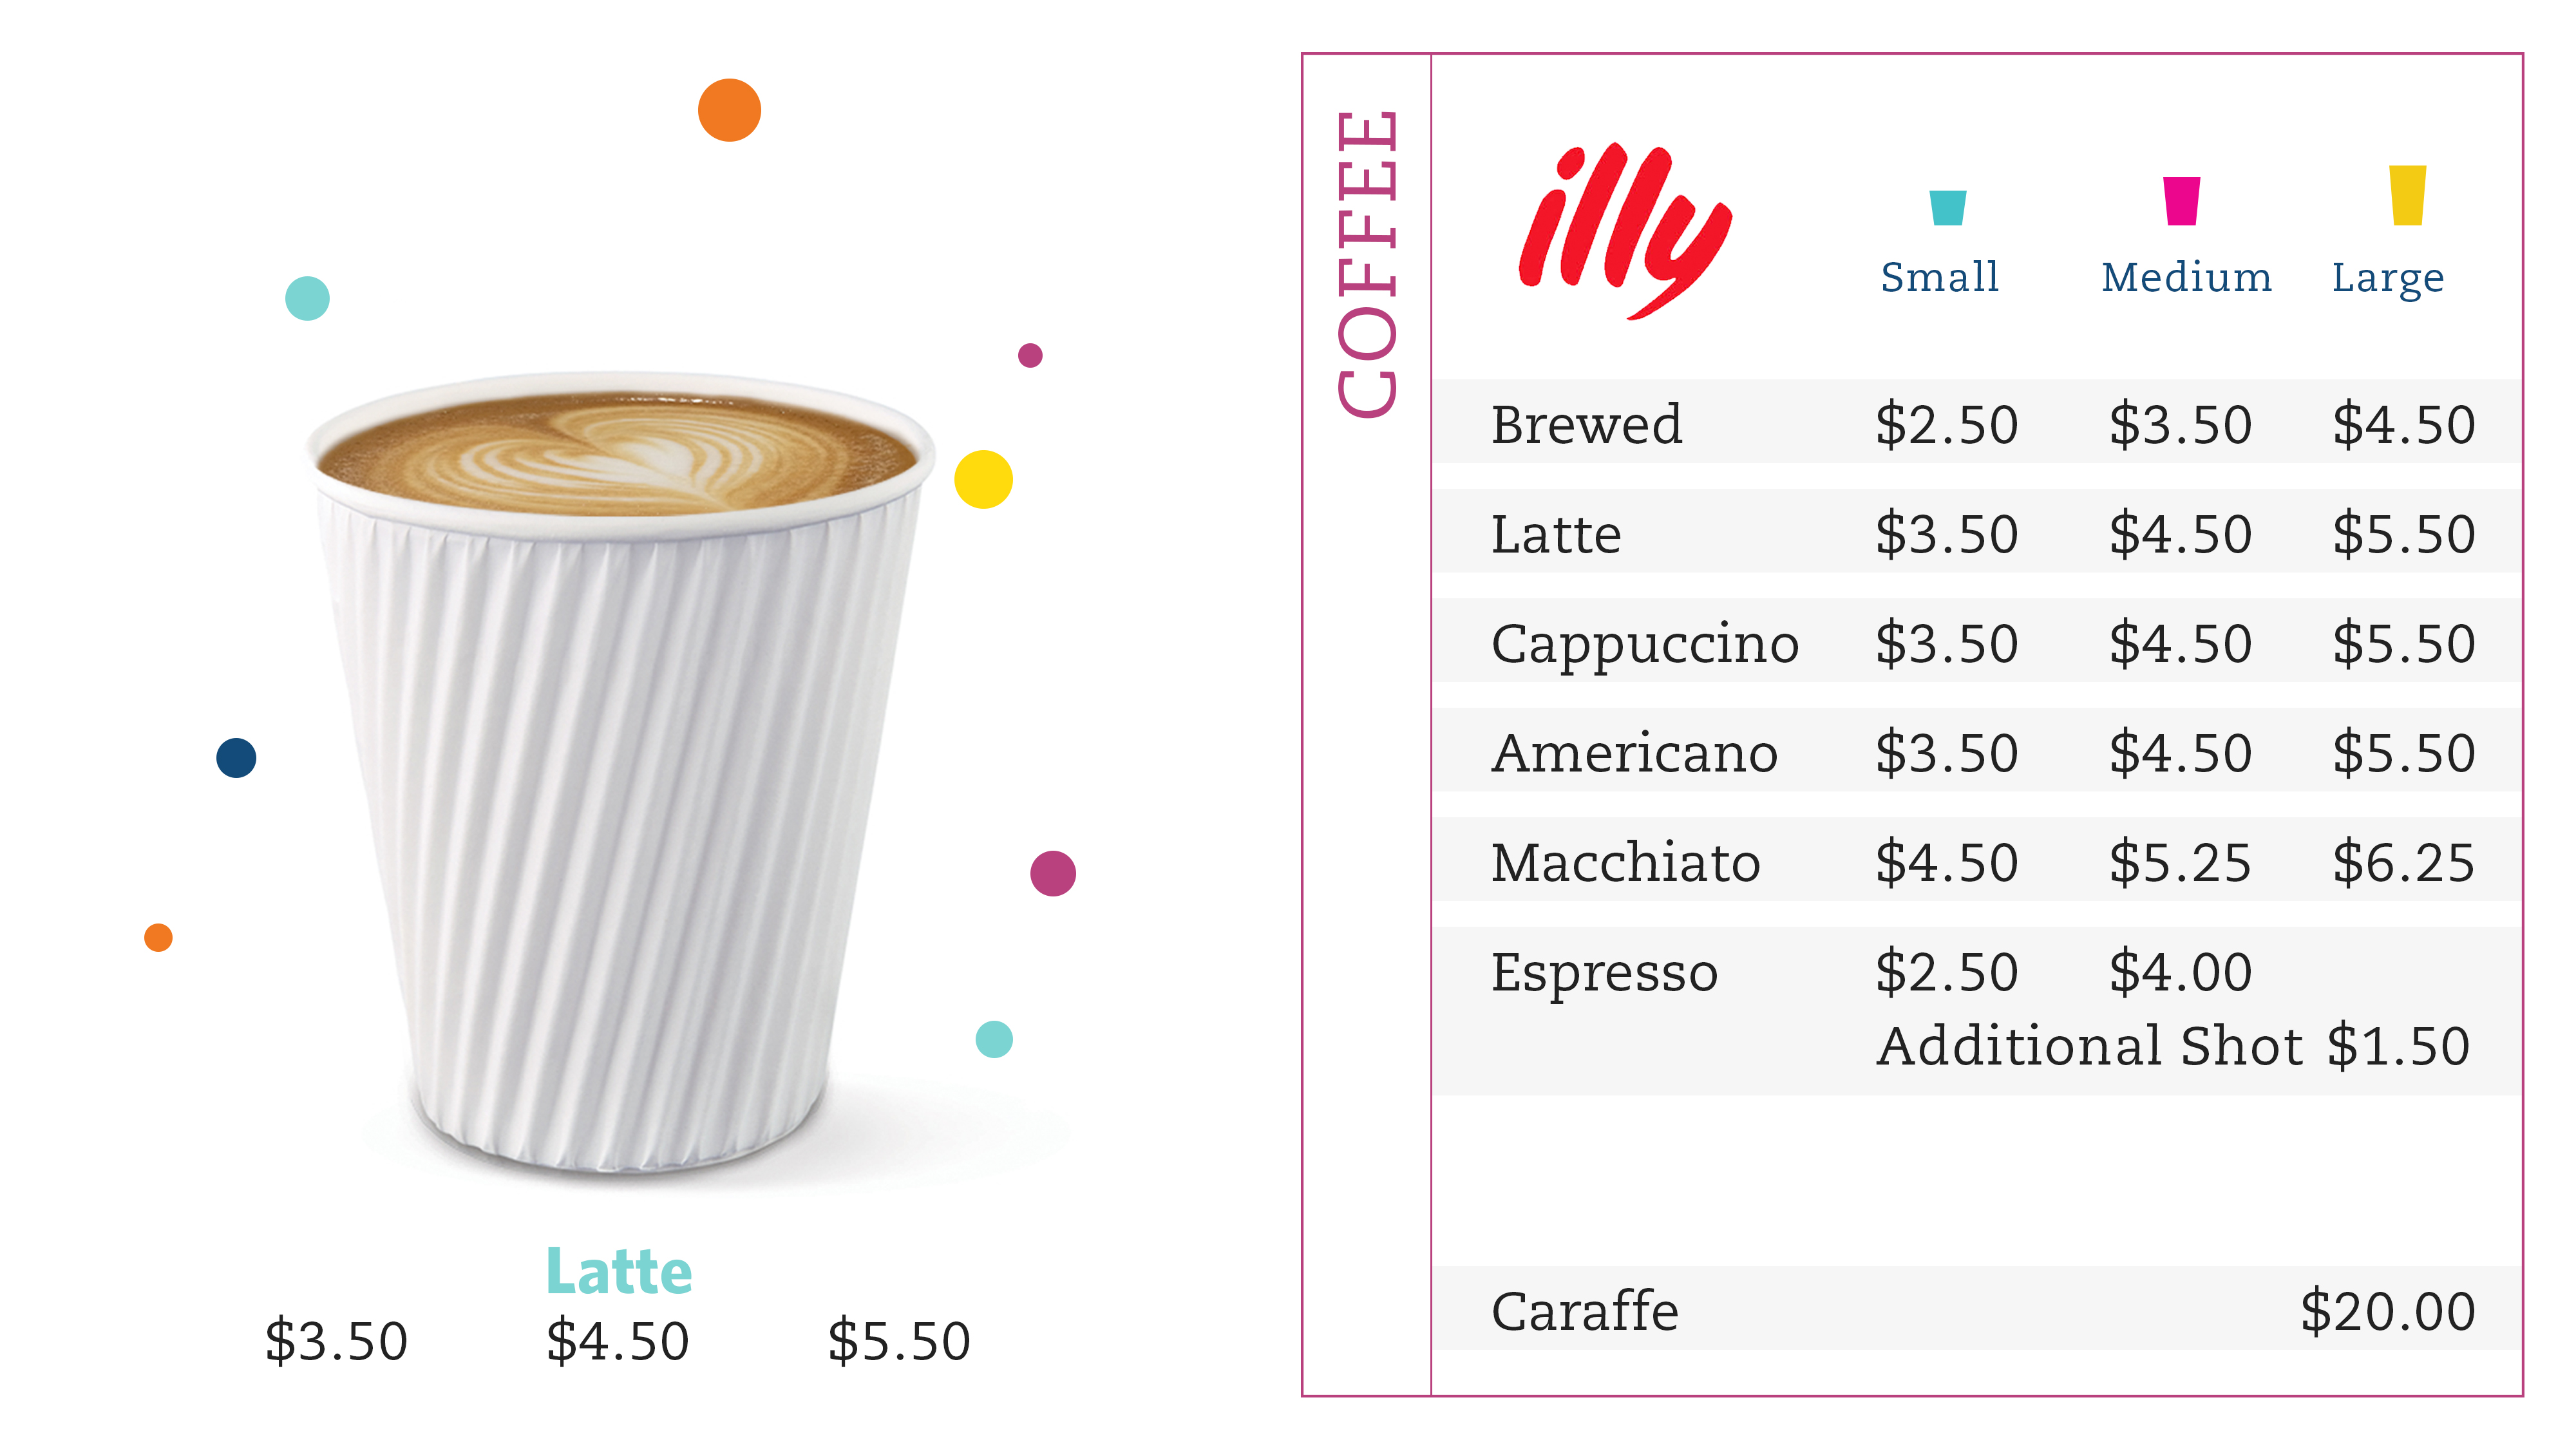 Latte
$3.50 $4.50 $5.50
COFFEE
illy
Small Medium Large
Brewed $2.50 $3.50 $4.50
Latte $3.50 $4.50 $5.50
Cappuccino $3.50 $4.50 $5.50
Americano $3.50 $4.50 $5.50
Macchiato $4.50 $5.25 $6.25
Espresso $2.50 $4.00
Additional Shot $1.50
Caraffe $20.00